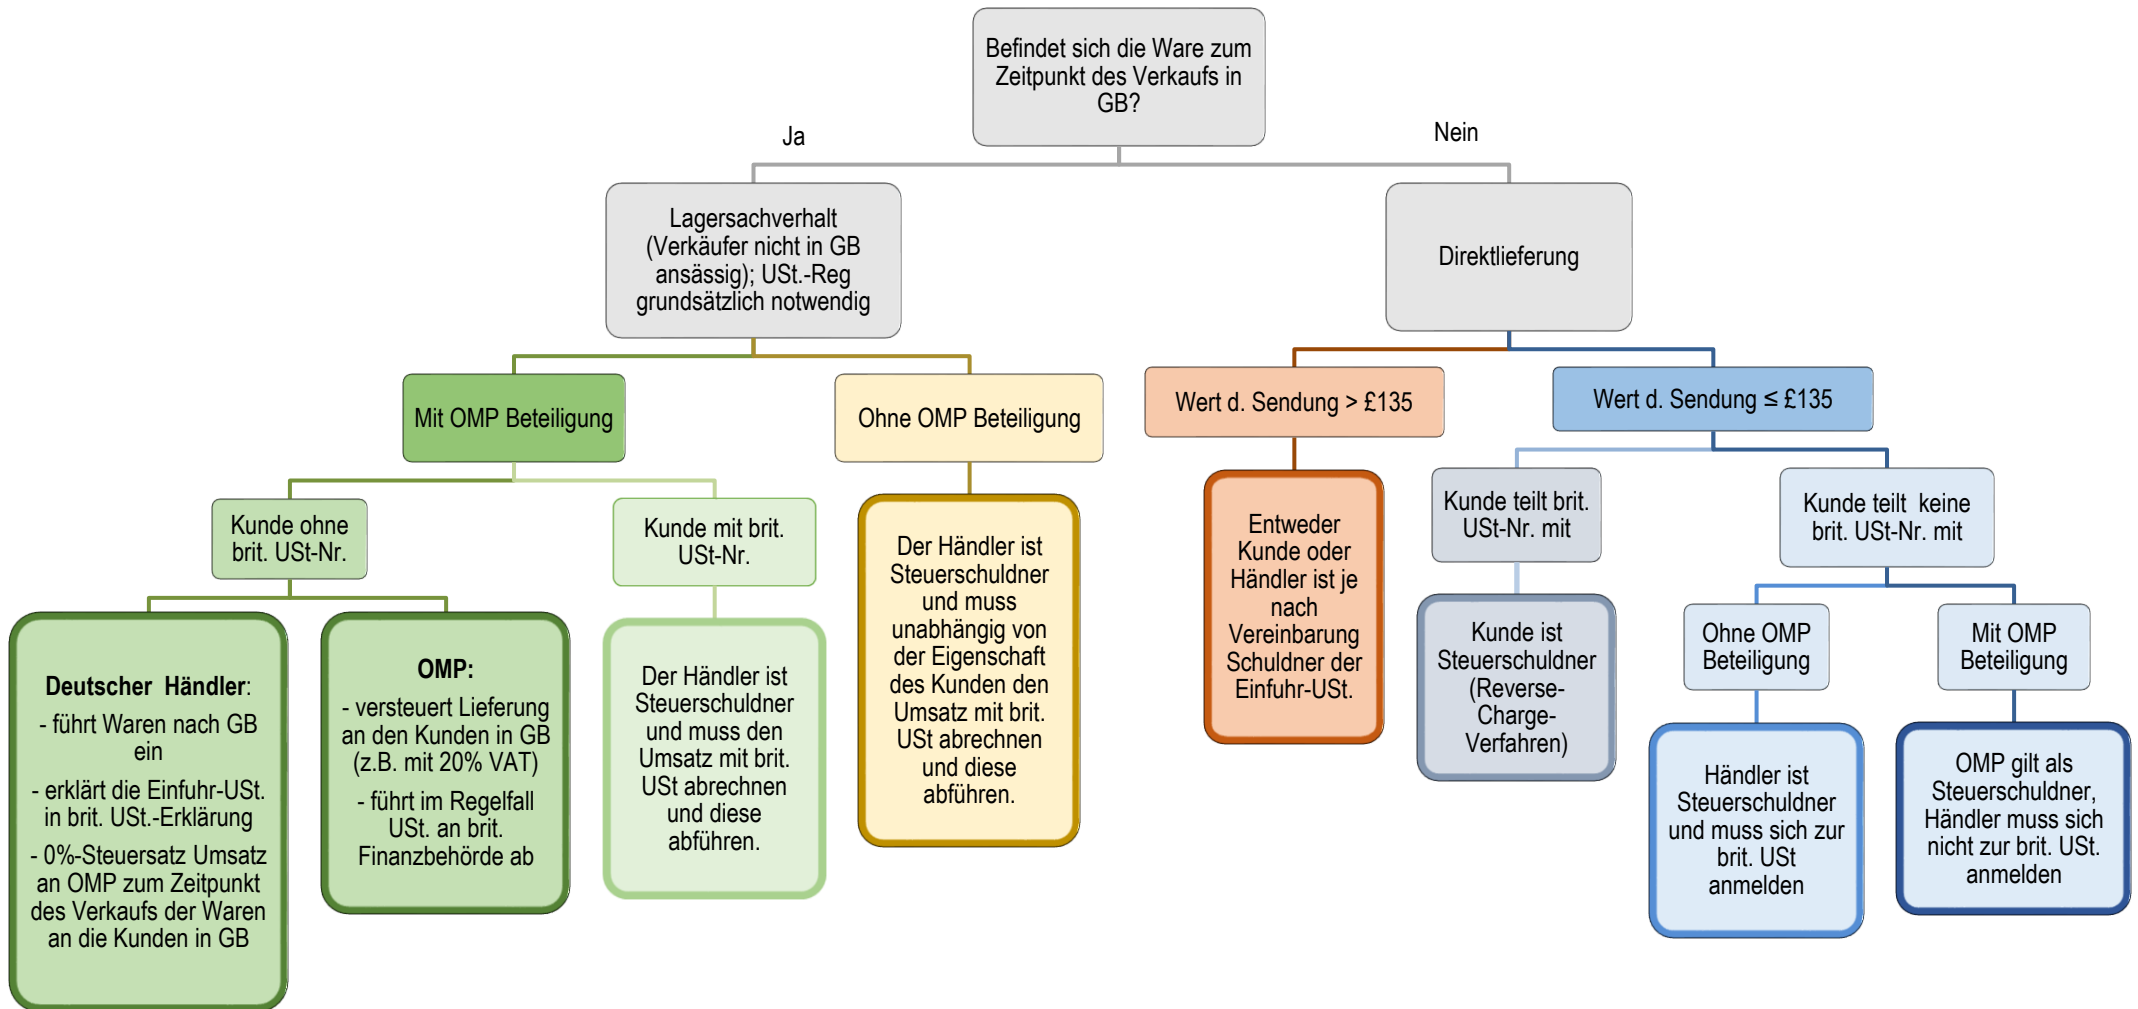 Befindet sich die Ware zum
Zeitpunkt des Verkaufs in
GB?
Ja
Nein
Lagersachverhalt
(Verkäufer nicht in GB
ansässig); USt.-Reg
grundsätzlich notwendig
Direktlieferung
Mit OMP Beteiligung
Ohne OMP Beteiligung
Wert d. Sendung > £135
Wert d. Sendung ≤ £135
Kunde ohne
brit. USt-Nr.
Kunde mit brit.
USt-Nr.
Kunde teilt brit.
USt-Nr. mit
Kunde teilt keine
brit. USt-Nr. mit
Deutscher Händler:
- führt Waren nach GB
ein
- erklärt die Einfuhr-USt.
in brit. USt.-Erklärung
- 0%-Steuersatz Umsatz
an OMP zum Zeitpunkt
des Verkaufs der Waren
an die Kunden in GB
OMP:
- versteuert Lieferung
an den Kunden in GB
(z.B. mit 20% VAT)
- führt im Regelfall
USt. an brit.
Finanzbehörde ab
Der Händler ist
Steuerschuldner
und muss den
Umsatz mit brit.
USt abrechnen
und diese
abführen.
Der Händler ist
Steuerschuldner
und muss
unabhängig von
der Eigenschaft
des Kunden den
Umsatz mit brit.
USt abrechnen
und diese
abführen.
Entweder
Kunde oder
Händler ist je
nach
Vereinbarung
Schuldner der
Einfuhr-USt.
Kunde ist
Steuerschuldner
(Reverse-
Charge-
Verfahren)
Ohne OMP
Beteiligung
Mit OMP
Beteiligung
Händler ist
Steuerschuldner
und muss sich zur
brit. USt
anmelden
OMP gilt als
Steuerschuldner,
Händler muss sich
nicht zur brit. USt.
anmelden